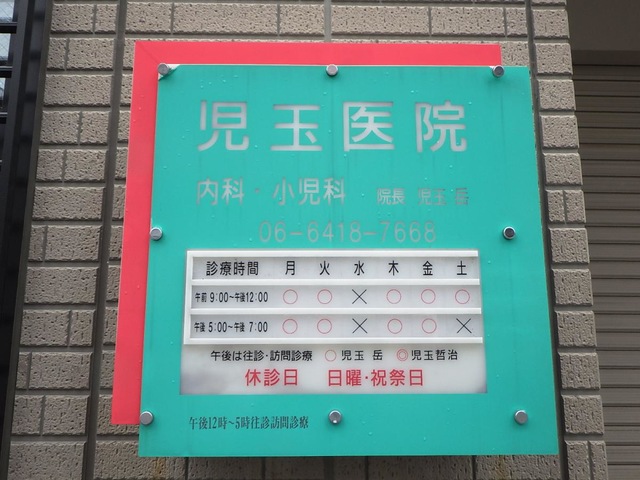 児玉医院
内科・小児科 院長 児玉 岳
06-6418-7668
診療時間 月 火 水 木 金 土
午前 9:00〜午後12:00 ○ ○ × ○ ○ ○
午後 5:00〜午後 7:00 ○ ○ × ○ ○ ×
午後は往診・訪問診療 ○児玉 岳 ◎児玉哲治
休診日 日曜・祝祭日
午後12時〜5時往診訪問診療